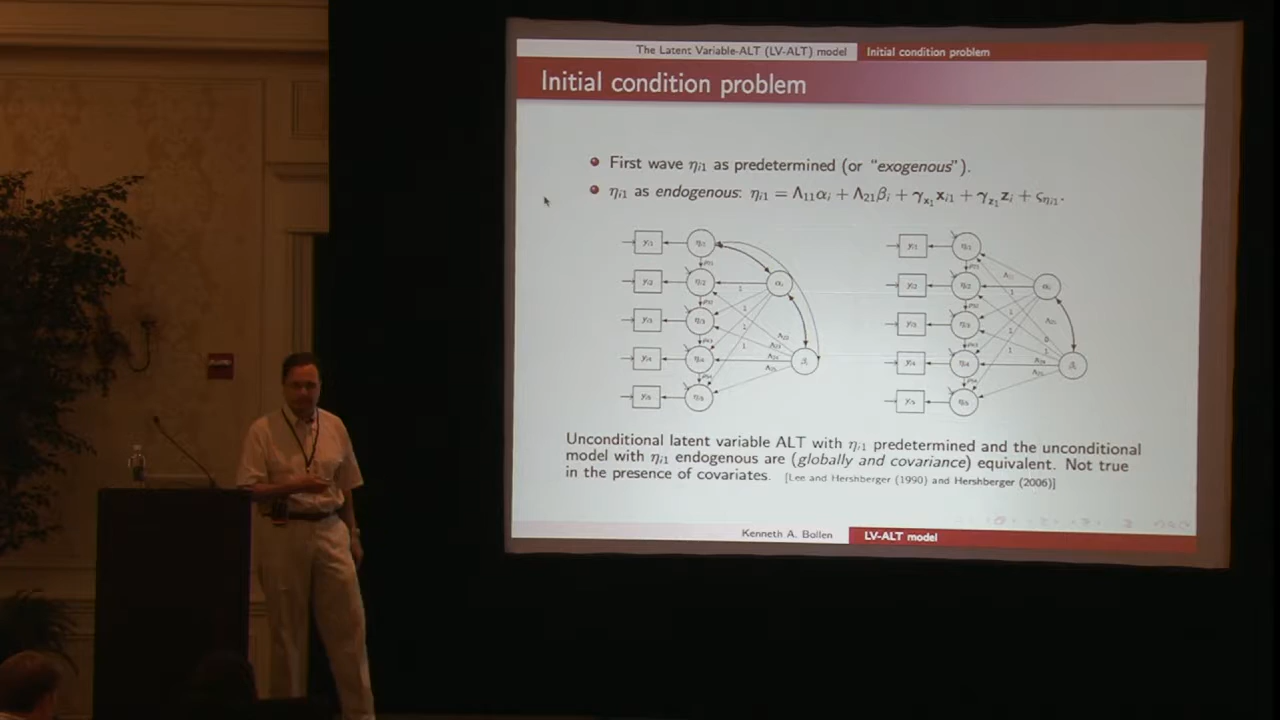 The Latent Variable-ALT (LV-ALT) model Initial condition problem
Initial condition problem
First wave ηi1 as predetermined (or “exogenous”).
ηi1 as endogenous: ηi1 = Λ11αi + Λ21βi + γx1xi1 + γz1zi + ςηi1.
Unconditional latent variable ALT with ηi1 predetermined and the unconditional
model with ηi1 endogenous are (globally and covariance) equivalent. Not true
in the presence of covariates. [Lee and Hershberger (1990) and Hershberger (2006)]
Kenneth A. Bollen LV-ALT model